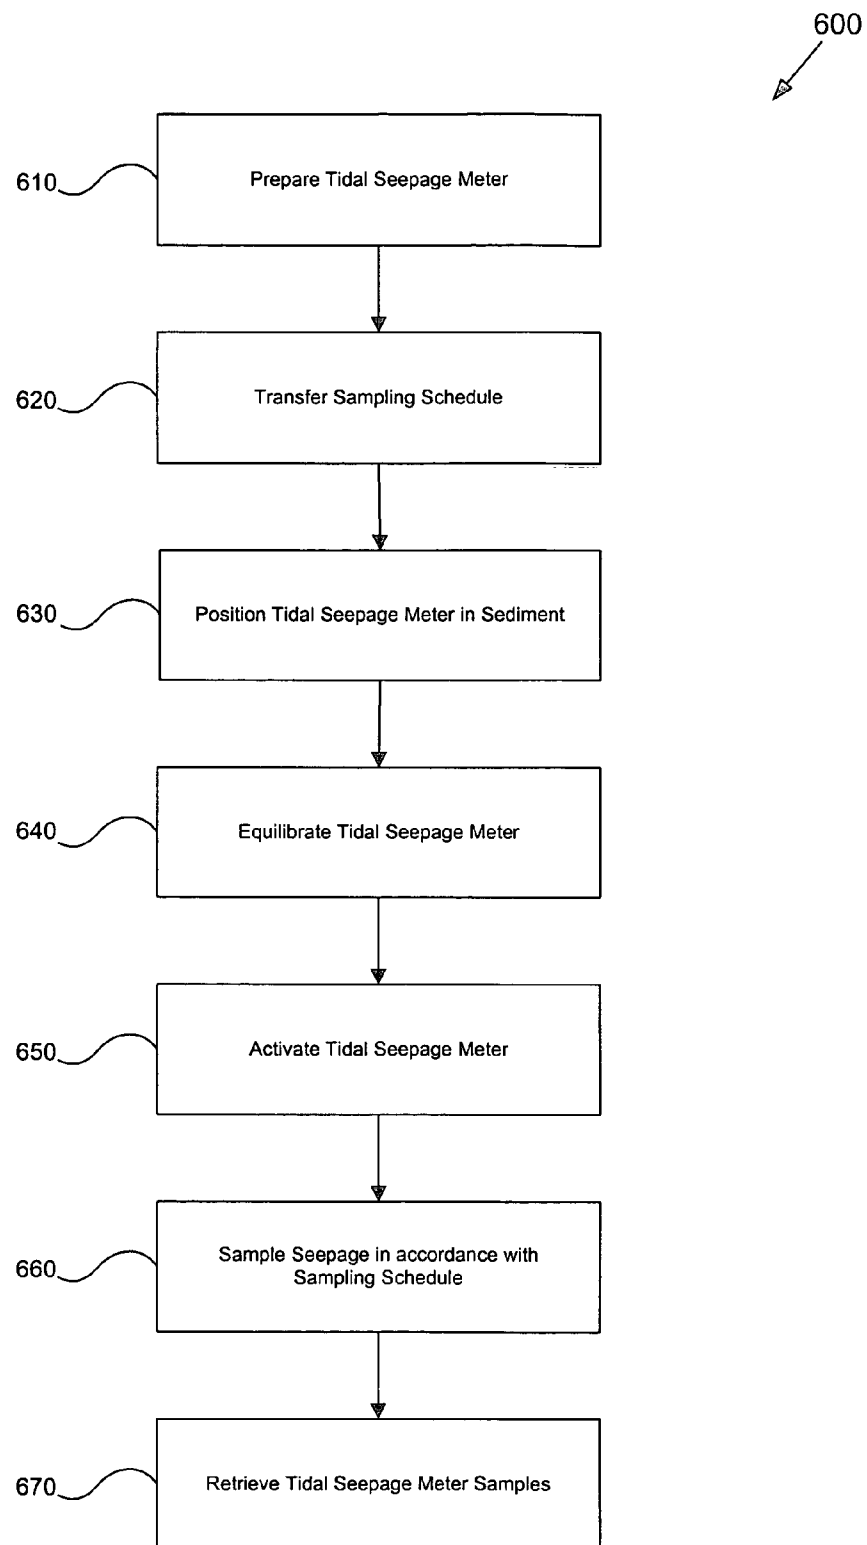 600
610
Prepare Tidal Seepage Meter
620
Transfer Sampling Schedule
630
Position Tidal Seepage Meter in Sediment
640
Equilibrate Tidal Seepage Meter
650
Activate Tidal Seepage Meter
660
Sample Seepage in accordance with
Sampling Schedule
670
Retrieve Tidal Seepage Meter Samples